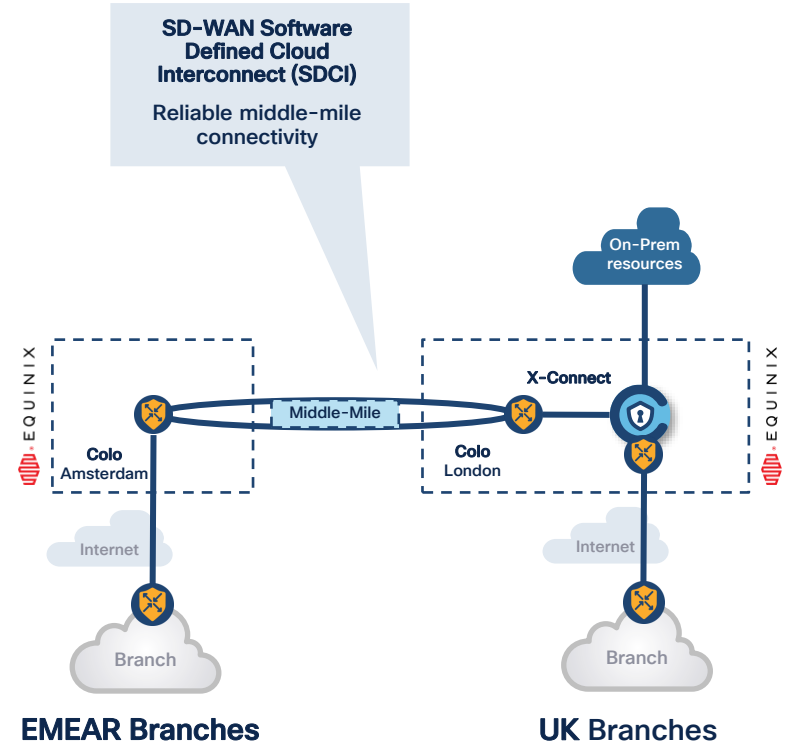 SD-WAN Software
Defined Cloud
Interconnect (SDCI)
Reliable middle-mile
connectivity
On-Prem
resources
EQUINIX
EQUINIX
X-Connect
Middle-Mile
Colo
Amsterdam
Colo
London
Internet
Internet
Branch
Branch
EMEAR Branches
UK Branches